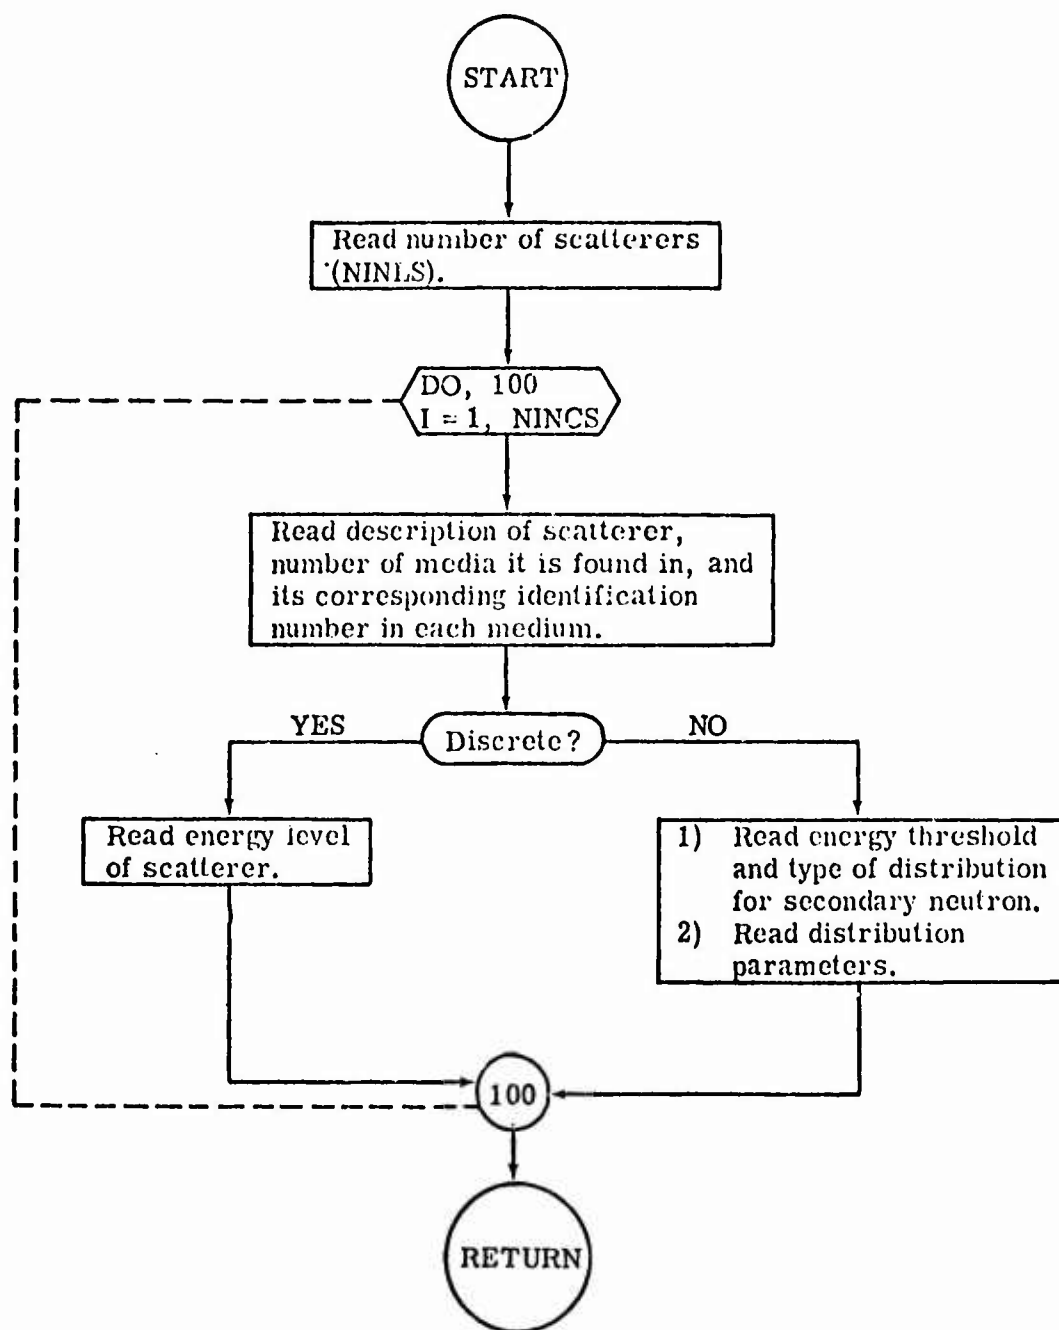 START
Read number of scatterers
(NINLS).
DO, 100
I = 1, NINCS
Read description of scatterer,
number of media it is found in, and
its corresponding identification
number in each medium.
YES
Discrete?
NO
Read energy level
of scatterer.
1) Read energy threshold
and type of distribution
for secondary neutron.
2) Read distribution
parameters.
100
RETURN